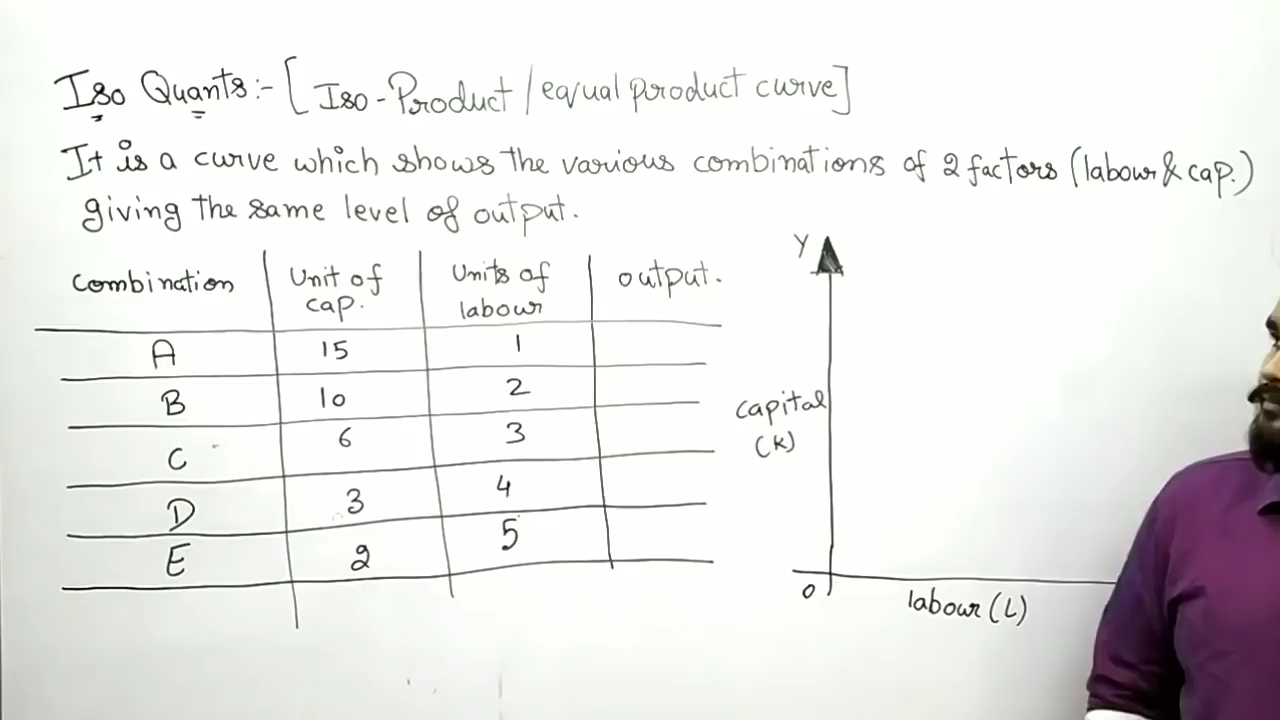 Iso Quants:- [Iso-Product / equal product curve]
It is a curve which shows the various combinations of 2 factors (labour & cap.)
giving the same level of output.
Combination Unit of cap. Units of labour output.
A 15 1
B 10 2
C 6 3
D 3 4
E 2 5
Y
capital
(K)
0
labour (L)